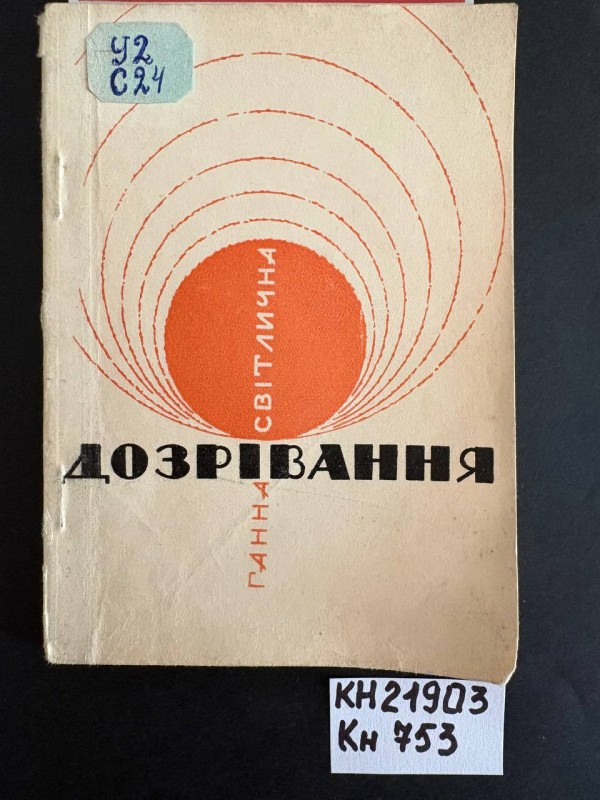 У2
С24
ГАННА СВІТЛИЧНА
ДОЗРІВАННЯ
КН21903
Кн 753